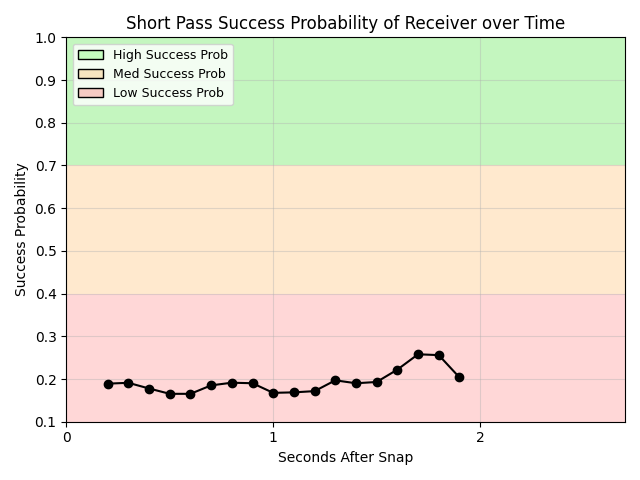 Short Pass Success Probability of Receiver over Time
High Success Prob
Med Success Prob
Low Success Prob
Success Probability
1.0
0.9
0.8
0.7
0.6
0.5
0.4
0.3
0.2
0.1
0
1
2
Seconds After Snap